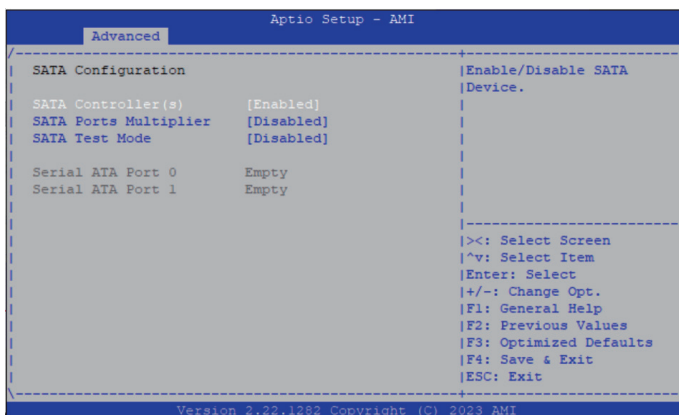 Aptio Setup - AMI
Advanced
SATA Configuration
SATA Controller(s) [Enabled]
SATA Ports Multiplier [Disabled]
SATA Test Mode [Disabled]
Serial ATA Port 0 Empty
Serial ATA Port 1 Empty
Enable/Disable SATA
Device.
><: Select Screen
^v: Select Item
Enter: Select
+/-: Change Opt.
F1: General Help
F2: Previous Values
F3: Optimized Defaults
F4: Save & Exit
ESC: Exit
Version 2.22.1282 Copyright (C) 2023 AMI